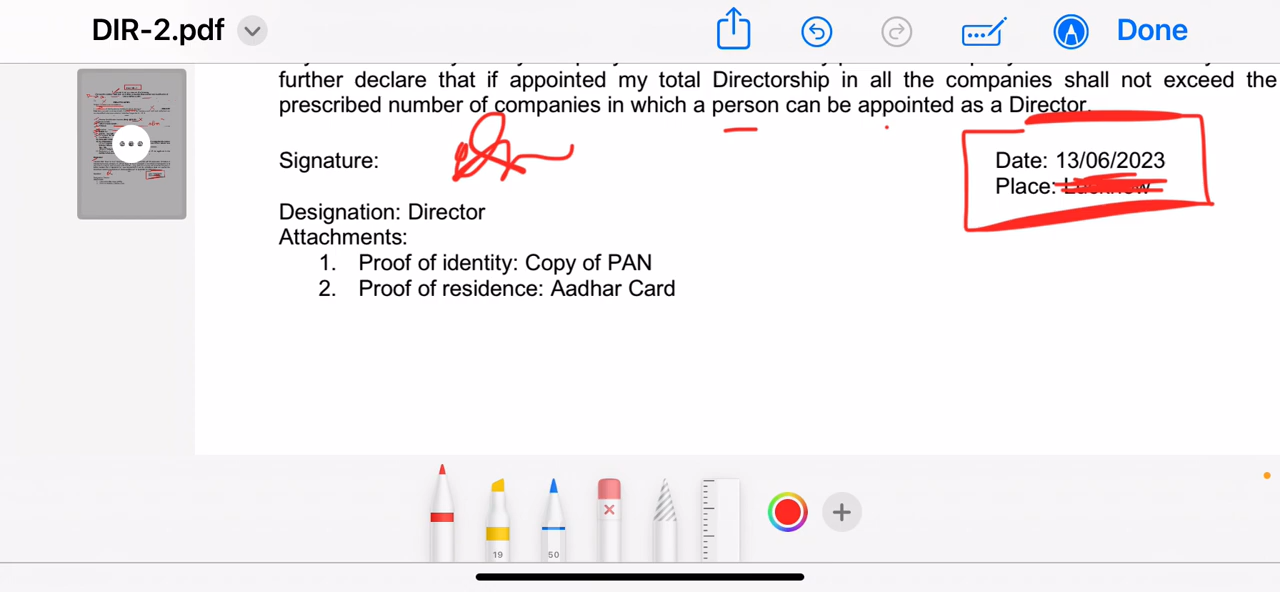 DIR-2.pdf
Done
further declare that if appointed my total Directorship in all the companies shall not exceed the
prescribed number of companies in which a person can be appointed as a Director.
Signature:
Date: 13/06/2023
Place: Lucknow
Designation: Director
Attachments:
1. Proof of identity: Copy of PAN
2. Proof of residence: Aadhar Card
19
50